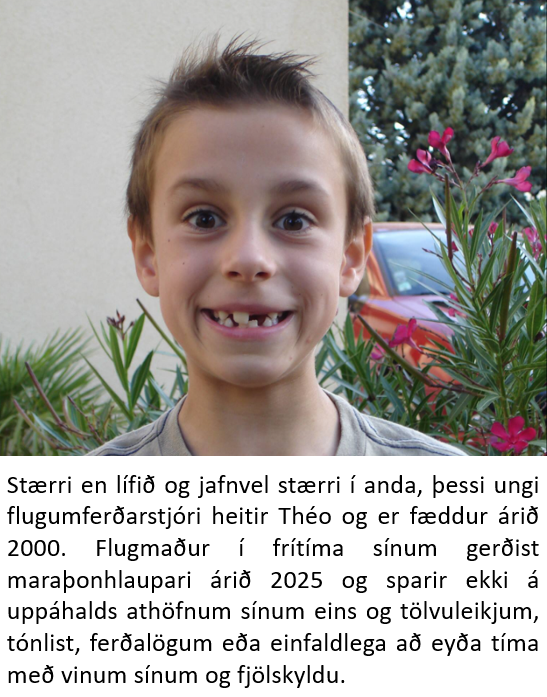 Stærri en lífið og jafnvel stærri í anda, þessi ungi
flugumferðarstjóri heitir Théo og er fæddur árið
2000. Flugmaður í frítíma sínum gerðist
maraþonhlaupari árið 2025 og sparir ekki á
uppáhalds athöfnum sínum eins og tölvuleikjum,
tónlist, ferðalögum eða einfaldlega að eyða tíma
með vinum sínum og fjölskyldu.